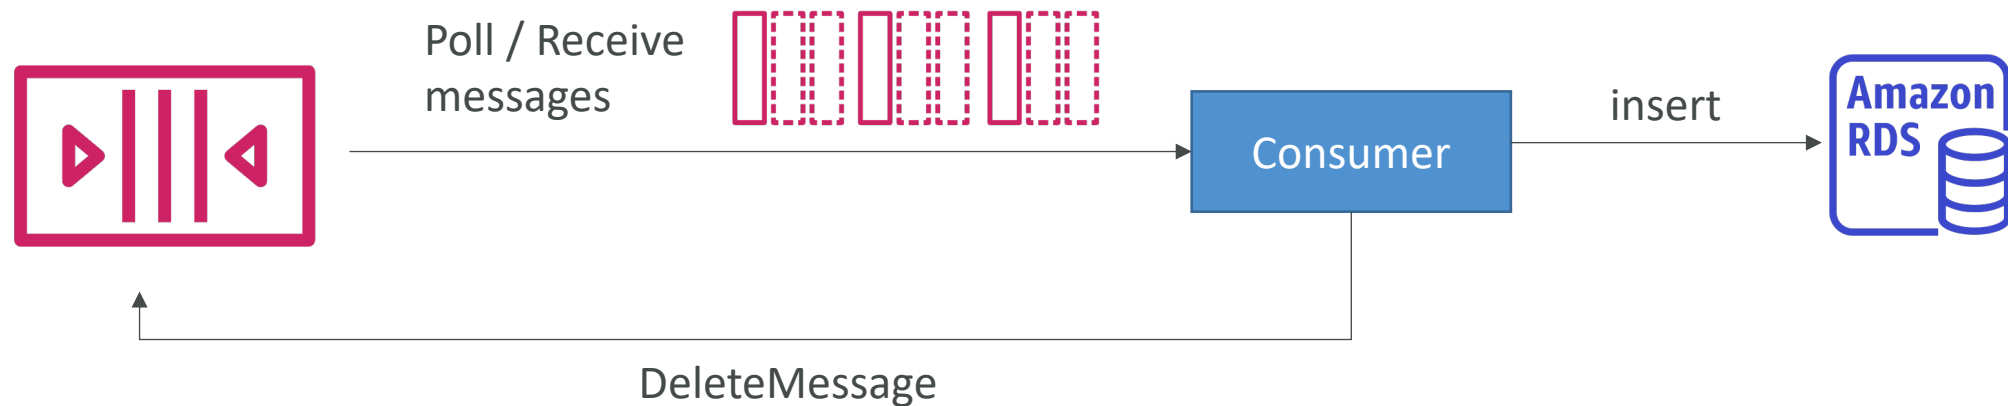 Poll / Receive
messages
Consumer
insert
Amazon
RDS
DeleteMessage